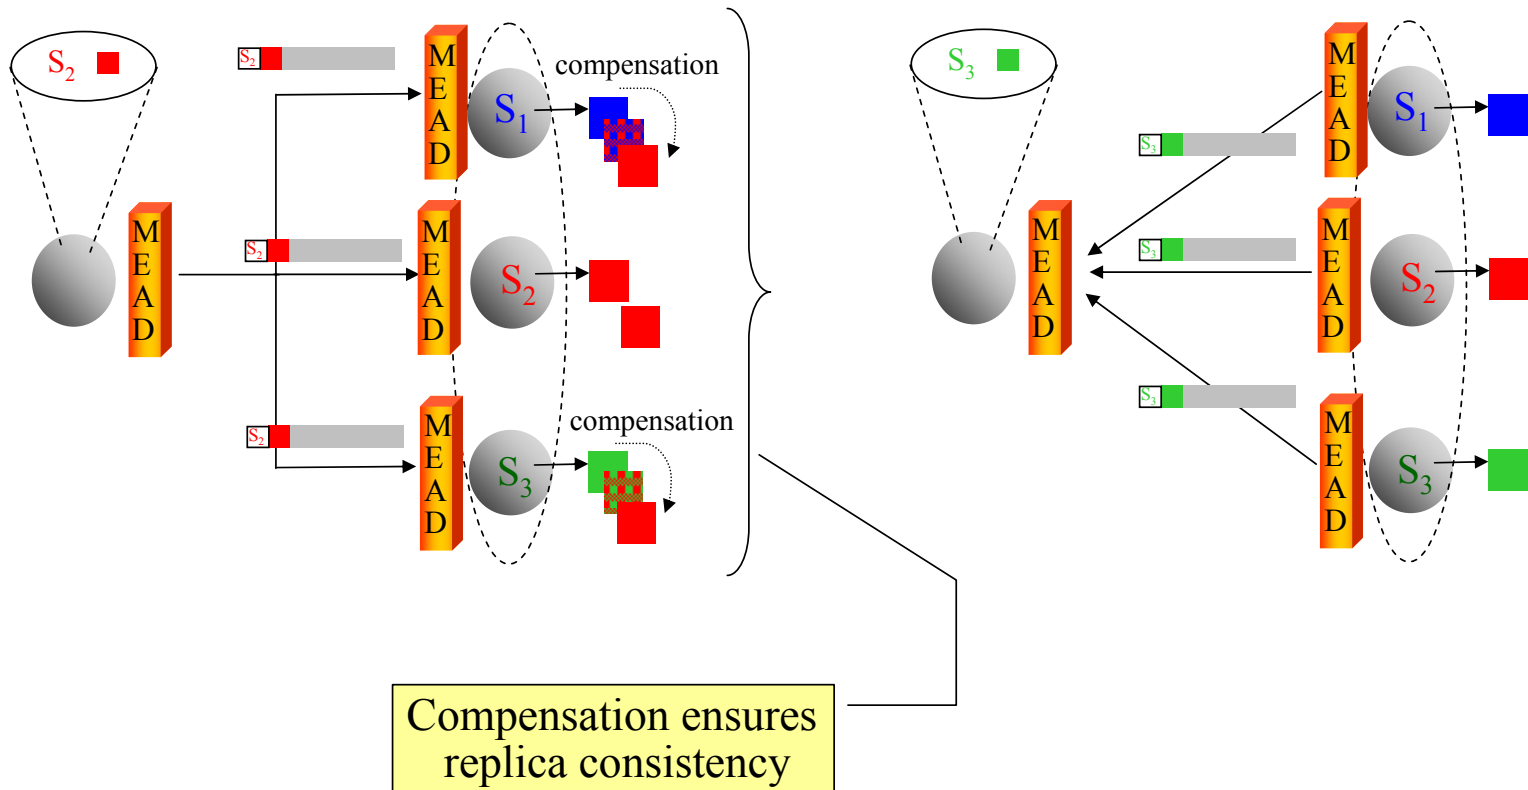 S2
S2
MEAD
S1
compensation
MEAD
S2
MEAD
S2
S2
MEAD
S3
compensation
S3
MEAD
S1
S3
MEAD
S3
MEAD
S2
S3
MEAD
S3
Compensation ensures
replica consistency